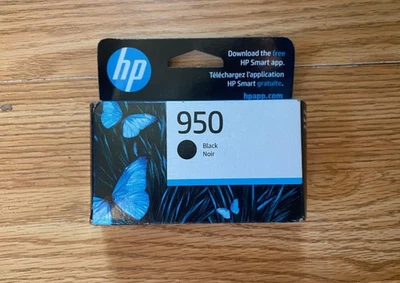 hp
Download the free
HP Smart app.
Téléchargez l'application
HP Smart gratuite.
hpapp.com
950
Black
Noir